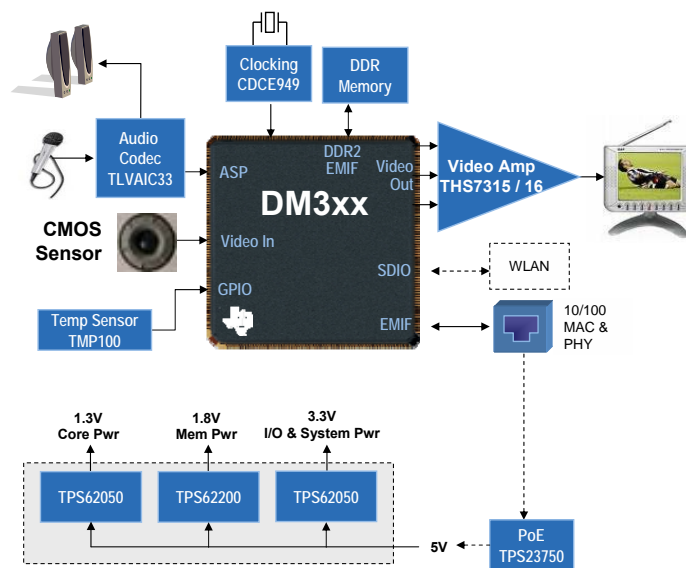 Clocking
CDCE949
DDR
Memory
Audio
Codec
TLVAIC33
ASP
DDR2
EMIF
Video
Out
Video Amp
THS7315 / 16
DM3xx
CMOS
Sensor
Video In
SDIO
WLAN
GPIO
Temp Sensor
TMP100
EMIF
10/100
MAC &
PHY
1.3V
Core Pwr
1.8V
Mem Pwr
3.3V
I/O & System Pwr
TPS62050
TPS62200
TPS62050
5V
PoE
TPS23750